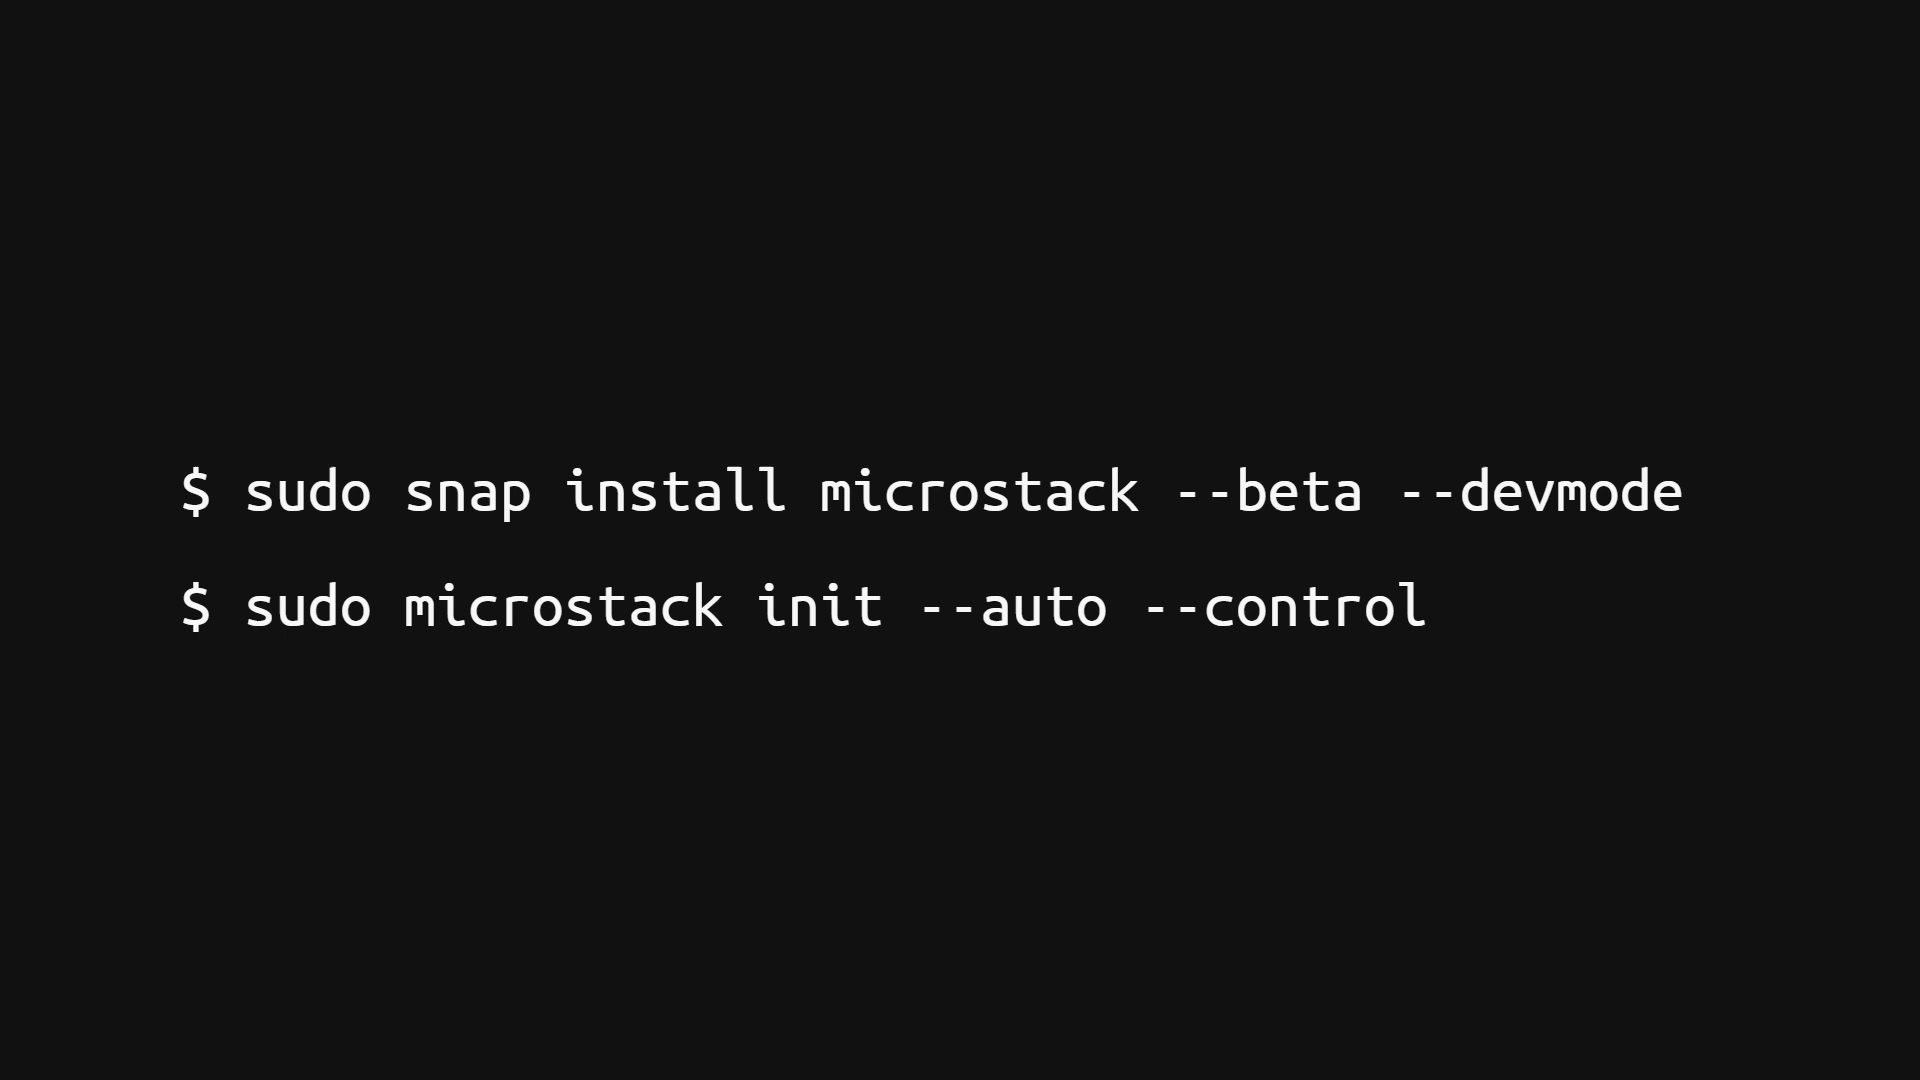 $ sudo snap install microstack --beta --devmode
$ sudo microstack init --auto --control